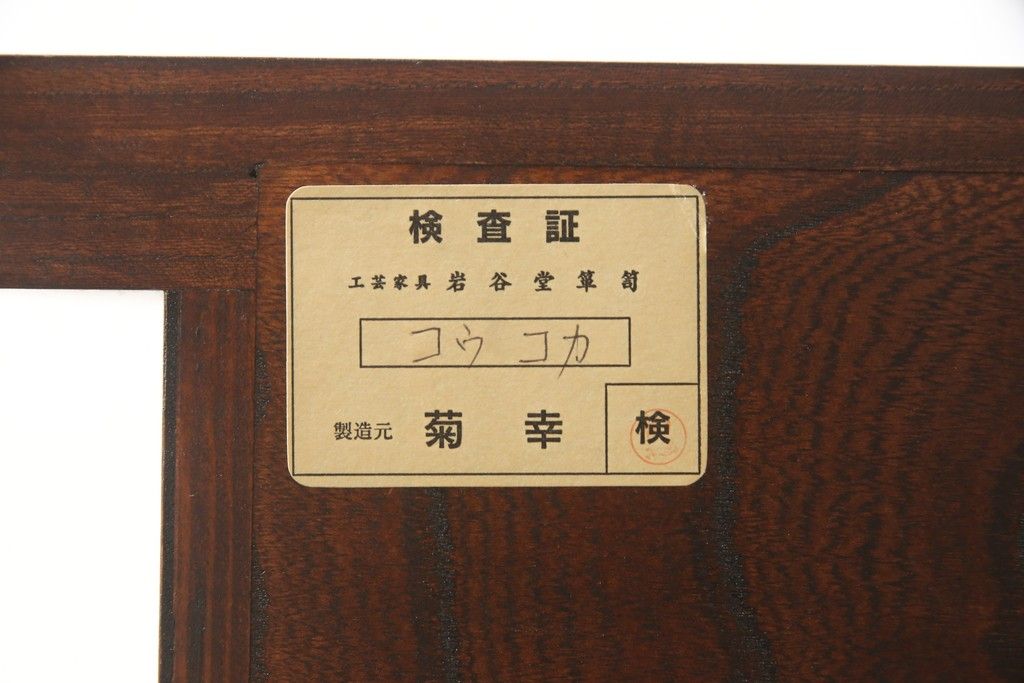 検査証
工芸家具 岩谷堂箪笥
コウ コカ
製造元 菊幸
検